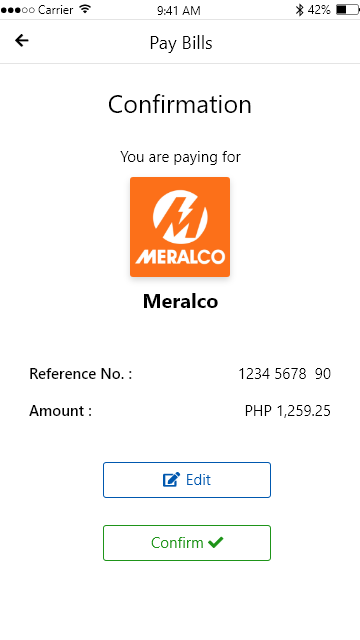 Carrier 9:41 AM 42%
Pay Bills
Confirmation
You are paying for
MERALCO
Meralco
Reference No. : 1234 5678  90
Amount : PHP 1,259.25
Edit
Confirm